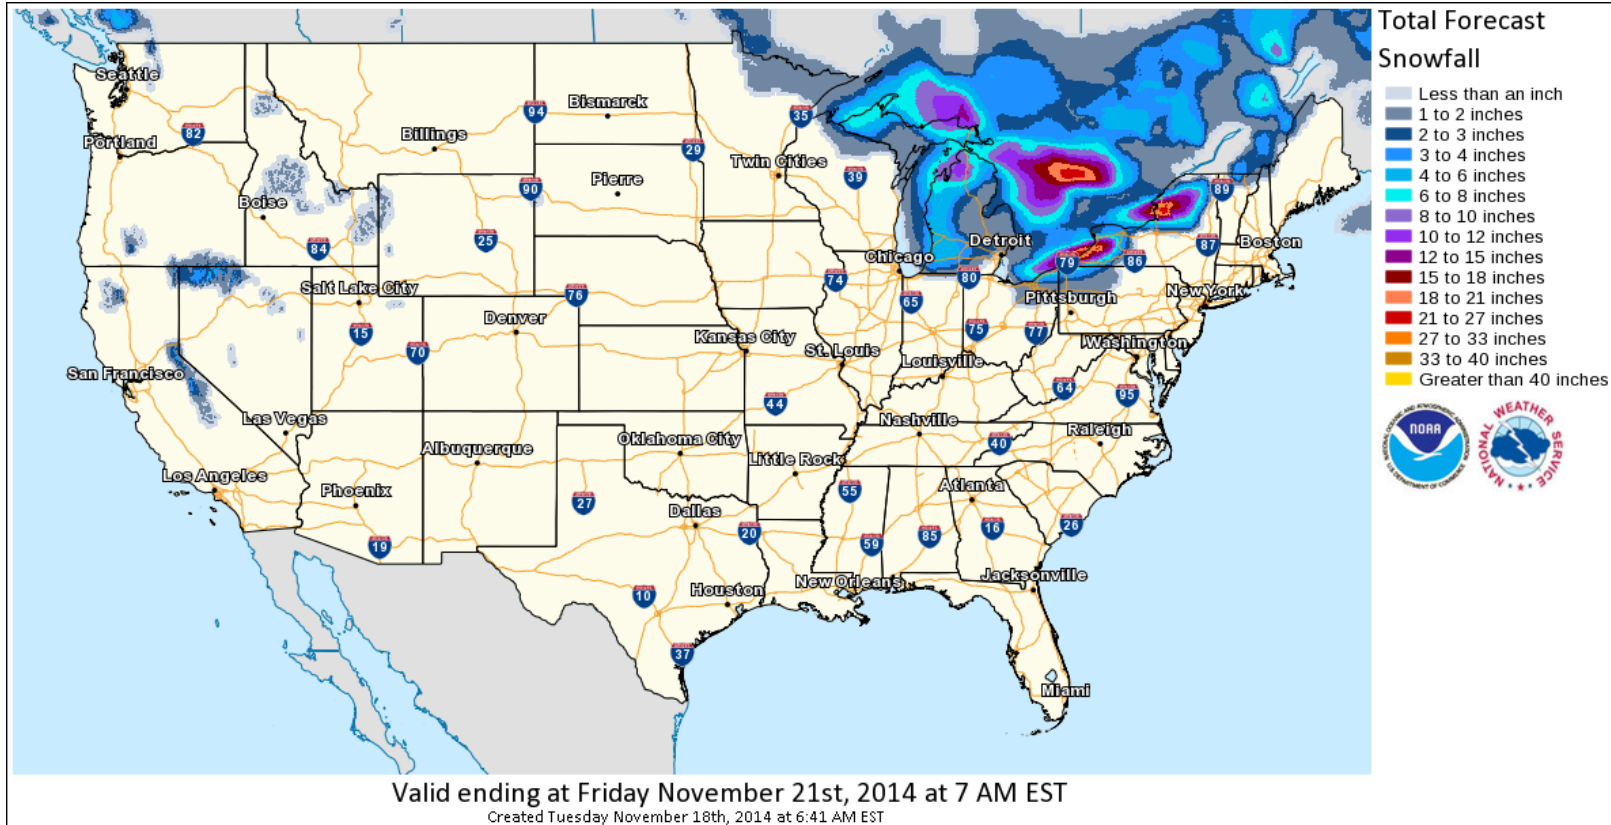 Total Forecast
Snowfall
Less than an inch
1 to 2 inches
2 to 3 inches
3 to 4 inches
4 to 6 inches
6 to 8 inches
8 to 10 inches
10 to 12 inches
12 to 15 inches
15 to 18 inches
18 to 21 inches
21 to 27 inches
27 to 33 inches
33 to 40 inches
Greater than 40 inches
NOAA
NATIONAL WEATHER SERVICE
Seattle
Portland
82
Billings
94
Bismarck
35
29
Twin Cities
39
90
Pierre
Boise
84
25
89
Boston
87
Detroit
Chicago
79
86
80
74
Salt Lake City
76
65
Pittsburgh
New York
Denver
15
70
Kansas City
75
77
St. Louis
Louisville
Washington
San Francisco
64
95
44
Las Vegas
Nashville
Raleigh
Albuquerque
Oklahoma City
40
Little Rock
Los Angeles
Phoenix
55
Atlanta
27
Dallas
20
16
26
19
59
85
10
Houston
New Orleans
Jacksonville
37
Miami
Valid ending at Friday November 21st, 2014 at 7 AM EST
Created Tuesday November 18th, 2014 at 6:41 AM EST